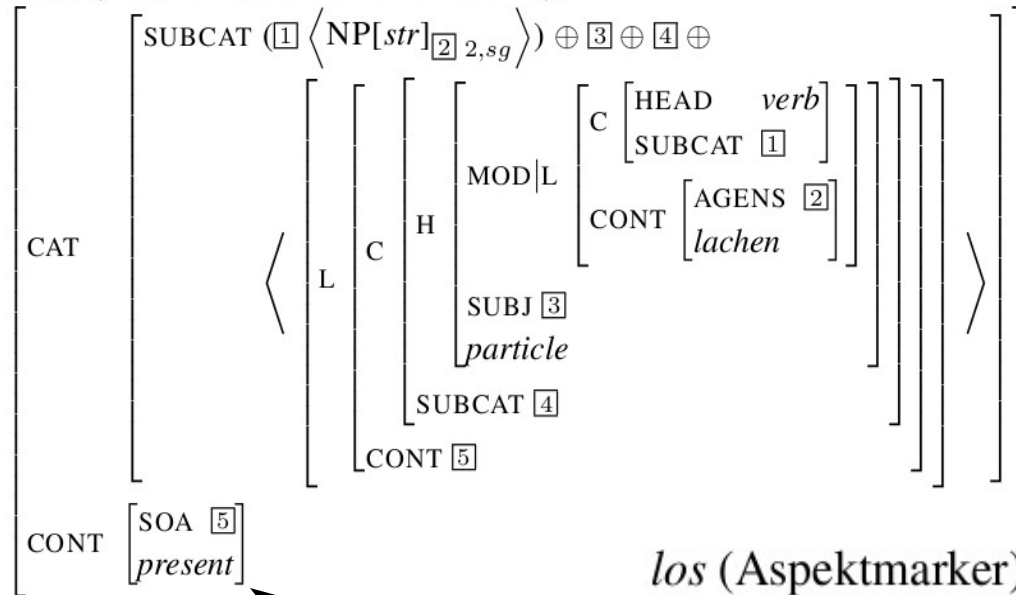 SUBCAT ([1] ⟨NP[str][2] 2,sg⟩) ⊕ [3] ⊕ [4] ⊕
HEAD verb
C
SUBCAT [1]
MOD|L
AGENS [2]
CONT
H
lachen
CAT
C
L
SUBJ [3]
particle
SUBCAT [4]
CONT [5]
SOA [5]
CONT
present
los (Aspektmarker)